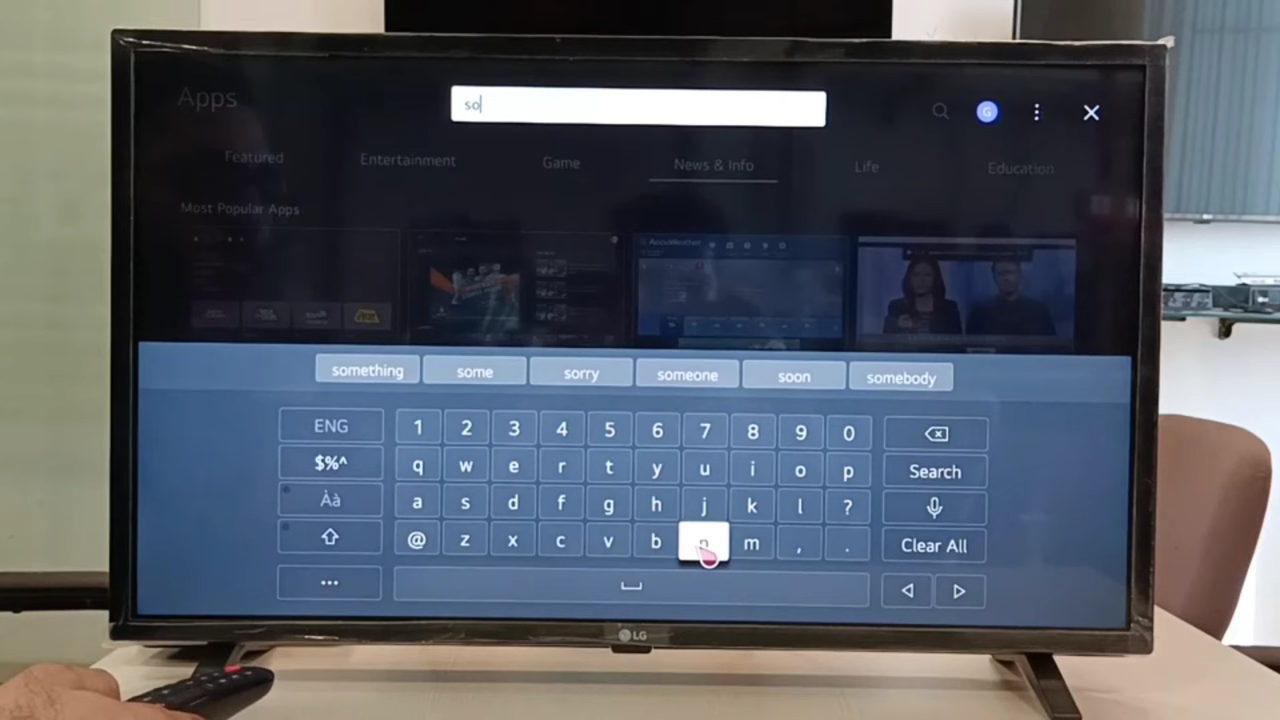 Apps
so
G
Featured Entertainment Game News & Info Life Education
Most Popular Apps
AccuWeather
something some sorry someone soon somebody
ENG 1 2 3 4 5 6 7 8 9 0
$%^ q w e r t y u i o p Search
Àà a s d f g h j k l ?
@ z x c v b n m , . Clear All
...
LG